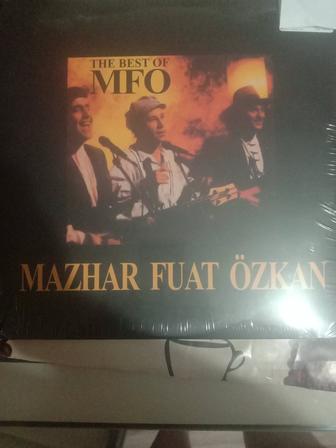 THE BEST OF
MFO
MAZHAR FUAT ÖZKAN